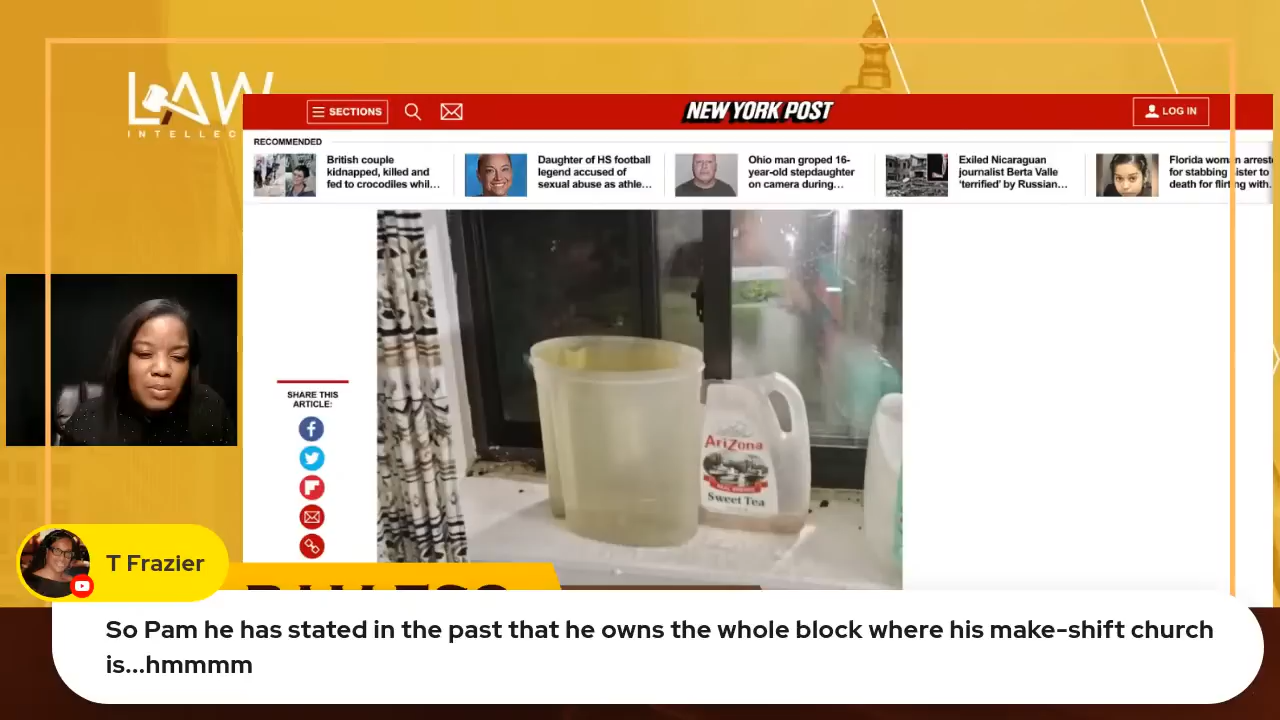 LAW
INTELLEC
SECTIONS
NEW YORK POST
LOG IN
RECOMMENDED
British couple
kidnapped, killed and
fed to crocodiles whil...
Daughter of HS football
legend accused of
sexual abuse as athle...
Ohio man groped 16-
year-old stepdaughter
on camera during...
Exiled Nicaraguan
journalist Berta Valle
‘terrified’ by Russian...
Florida woman arrest
for stabbing sister to
death for flirting with.
SHARE THIS
ARTICLE:
AriZona
Sweet Tea
T Frazier
So Pam he has stated in the past that he owns the whole block where his make-shift church
is...hmmmm